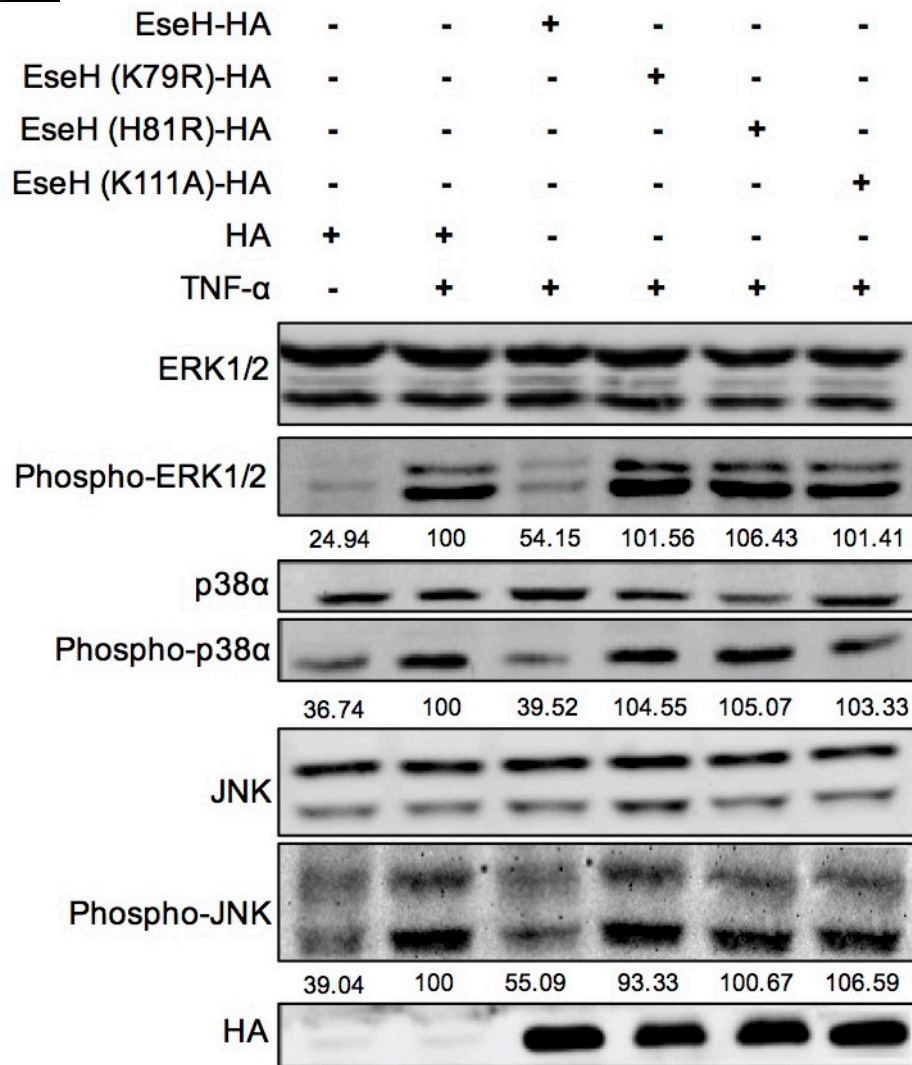 EseH-HA - - + - - -
EseH (K79R)-HA - - - + - -
EseH (H81R)-HA - - - - + -
EseH (K111A)-HA - - - - - +
HA + + - - - -
TNF-α - + + + + +
ERK1/2
Phospho-ERK1/2
24.94 100 54.15 101.56 106.43 101.41
p38α
Phospho-p38α
36.74 100 39.52 104.55 105.07 103.33
JNK
Phospho-JNK
39.04 100 55.09 93.33 100.67 106.59
HA